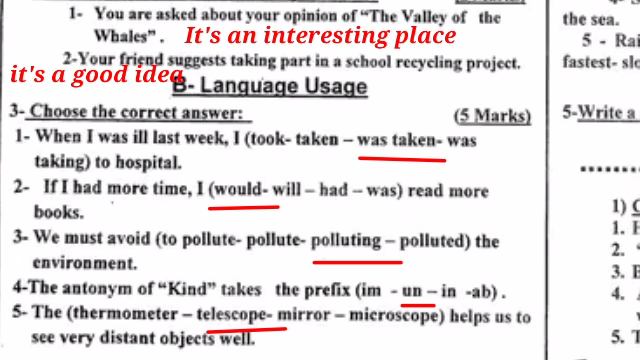 1- You are asked about your opinion of "The Valley of the
Whales". It's an interesting place
2-Your friend suggests taking part in a school recycling project.
it's a good idea
B- Language Usage
3- Choose the correct answer: (5 Marks)
1- When I was ill last week, I (took- taken – was taken- was
taking) to hospital.
2- If I had more time, I (would- will – had – was) read more
books.
3- We must avoid (to pollute- pollute- polluting – polluted) the
environment.
4-The antonym of "Kind" takes the prefix (im - un – in -ab) .
5- The (thermometer – telescope- mirror – microscope) helps us to
see very distant objects well.
the sea.
5 - Rai
fastest- slo
5-Write a
1)
1.
2.
3.
4.
5.